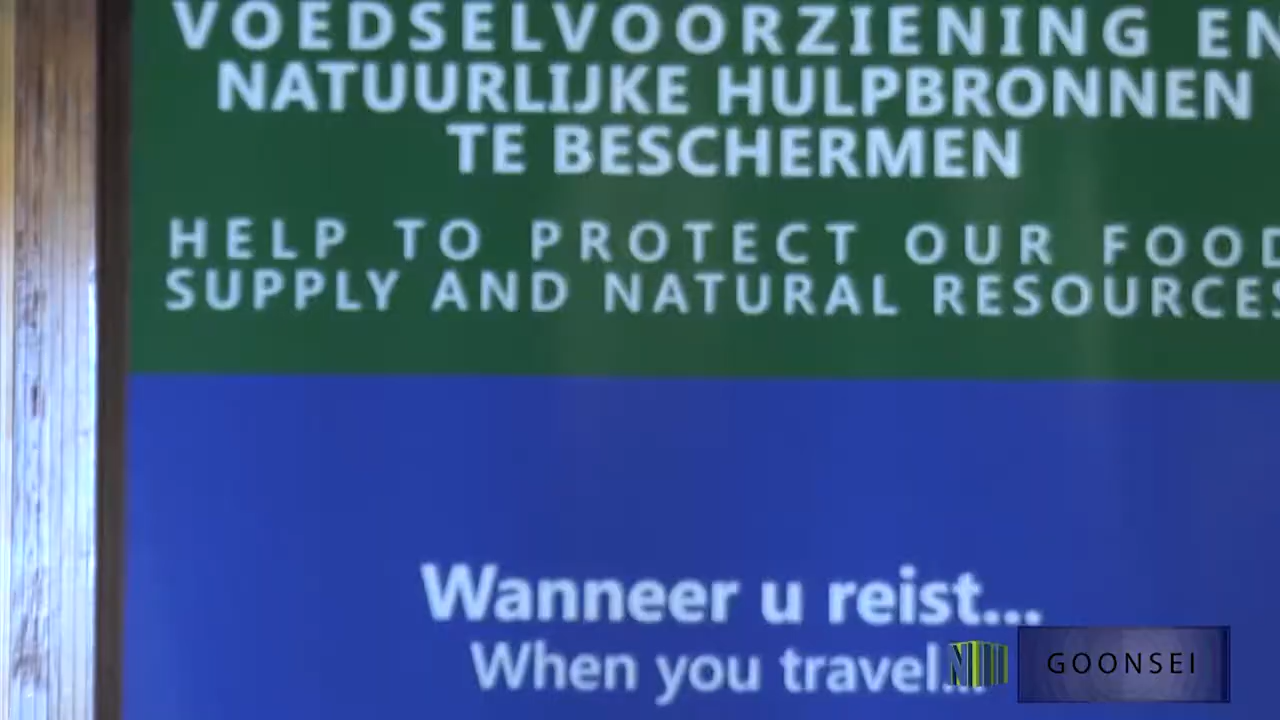 VOEDSELVOORZIENING EN
NATUURLIJKE HULPBRONNEN
TE BESCHERMEN
HELP TO PROTECT OUR FOOD
SUPPLY AND NATURAL RESOURCES
Wanneer u reist...
When you travel...
GOONSEI